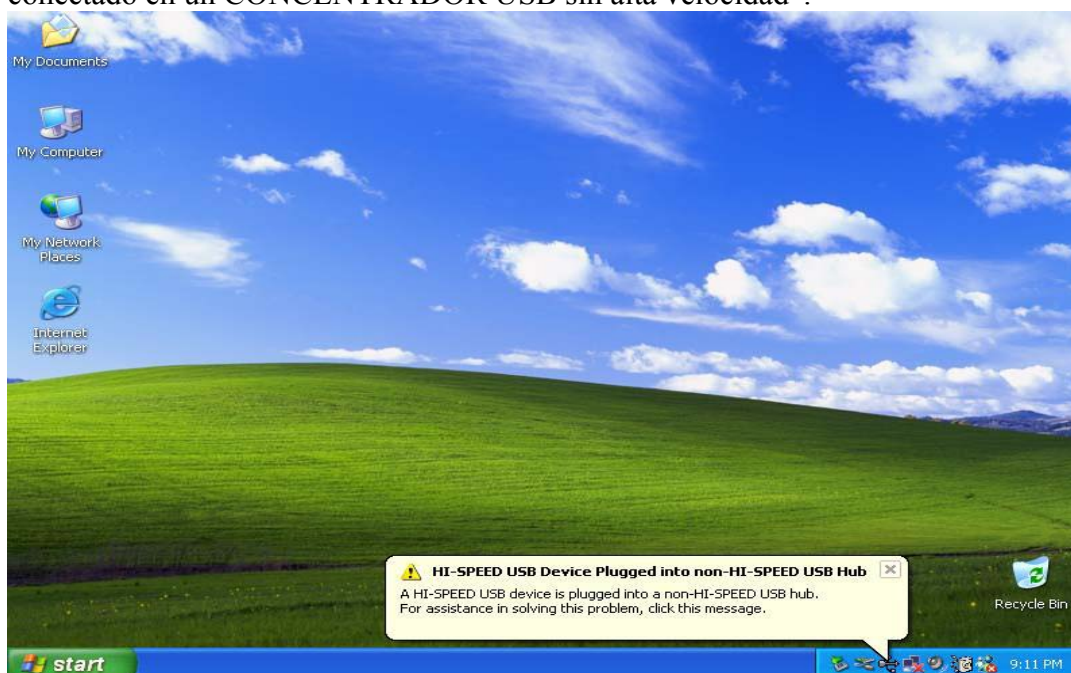 conectado en un CONCENTRADOR USB sin alta velocidad".
My Documents
My Computer
My Network
Places
Internet
Explorer
HI-SPEED USB Device Plugged into non-HI-SPEED USB Hub
A HI-SPEED USB device is plugged into a non-HI-SPEED USB hub.
For assistance in solving this problem, click this message.
Recycle Bin
start
9:11 PM